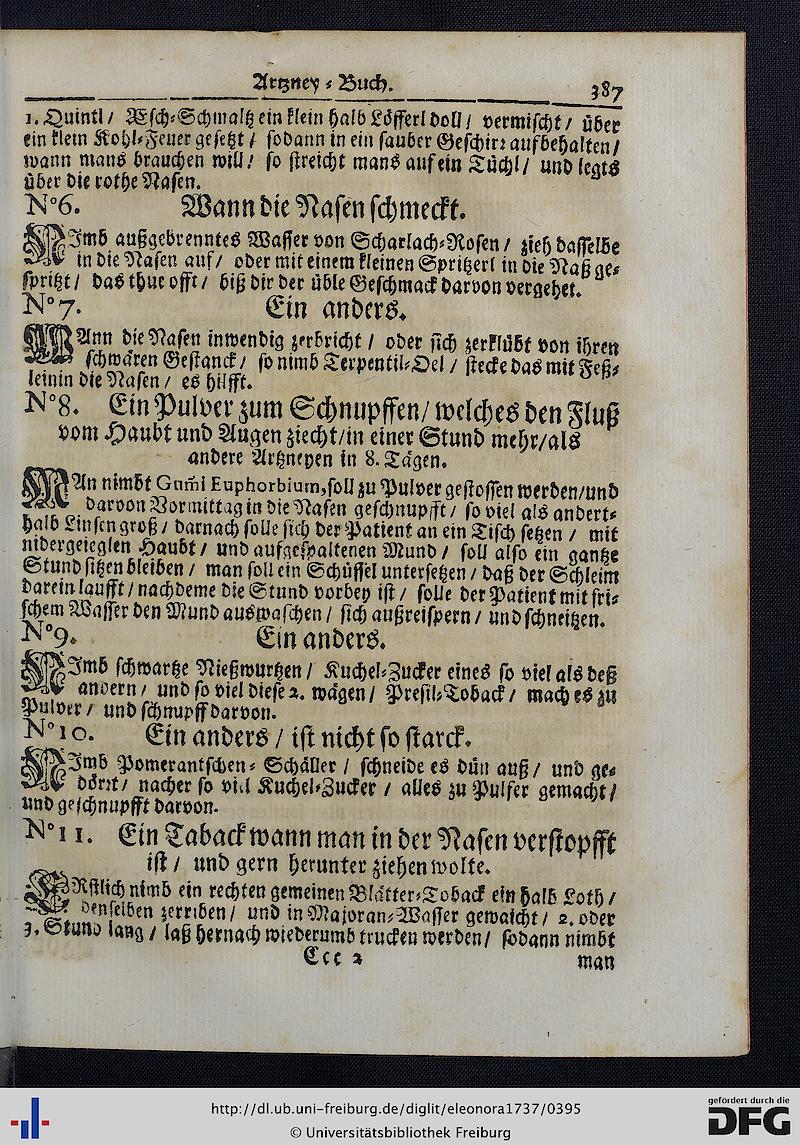 Artzney-Buch. 387
1. Quintl / Æsch-Schmaltz ein klein halb Lösserl voll / vermischt / über
ein klein Kohl-Feuer gesetzt / sodann in ein sauber Geschirr aufbehalten /
wann mans brauchen will / so streicht mans auf ein Tüchl / und legts
über die rothe Nasen.
N°6. Wann die Nasen schmeckt.
NImb außgebrenntes Wasser von Scharlach-Rosen / zieh dasselbe
in die Nasen auf / oder mit einem kleinen Spritzerl in die Naß ge-
spritzt / das thue offt / biß dir der üble Geschmack darvon vergehet.
N°7. Ein anders.
WAnn die Nasen inwendig zerbricht / oder sich zerklübt von ihren
schwären Gestanck / so nimb Terpentil-Oel / stecke das mit Feß-
leinin die Nasen / es hilfft.
N°8. Ein Pulver zum Schnupffen / welches den Fluß
vom Haubt und Augen ziecht / in einer Stund mehr / als
andere Artzneyen in 8. Tägen.
MAn nimbt Gum̄i Euphorbium, soll zu Pulver gestossen werden / und
darvon Vormittag in die Nasen geschnupfft / so viel als andert-
halb Linsen groß / darnach solle sich der Patient an ein Tisch setzen / mit
nidergeieglen Haubt / und aufgespaltenen Mund / soll also ein gantze
Stund sitzen bleiben / man soll ein Schüssel untersetzen / daß der Schleim
darein laufft / nachdeme die Stund vorbey ist / solle der Patient mit fri-
schem Wasser den Mund auswaschen / sich außreispern / und schneitzen.
N°9. Ein anders.
NImb schwartze Nießwurtzen / Kuchel-Zucker eines so viel als deß
andern / und so viel diese 2. wägen / Presil-Toback / mach es zu
Pulver / und schnupff darvon.
N°10. Ein anders / ist nicht so starck.
NImb Pomerantschen-Schäller / schneide es dün auß / und ge-
dörrt / nacher so viel Kuchel-Zucker / alles zu Pulfer gemacht /
und geschnupfft darvon.
N°11. Ein Taback wann man in der Nasen verstopfft
ist / und gern herunter ziehen wolte.
ERstlich nimb ein rechten gemeinen Blätter-Toback ein halb Loth /
denselben zerriben / und in Majoran-Wasser gewaicht / 2. oder
3. Stund lang / laß hernach wiederumb trucken werden / sodann nimbt
Ccc 2 man
http://dl.ub.uni-freiburg.de/diglit/eleonora1737/0395
© Universitätsbibliothek Freiburg
gefördert durch die
DFG